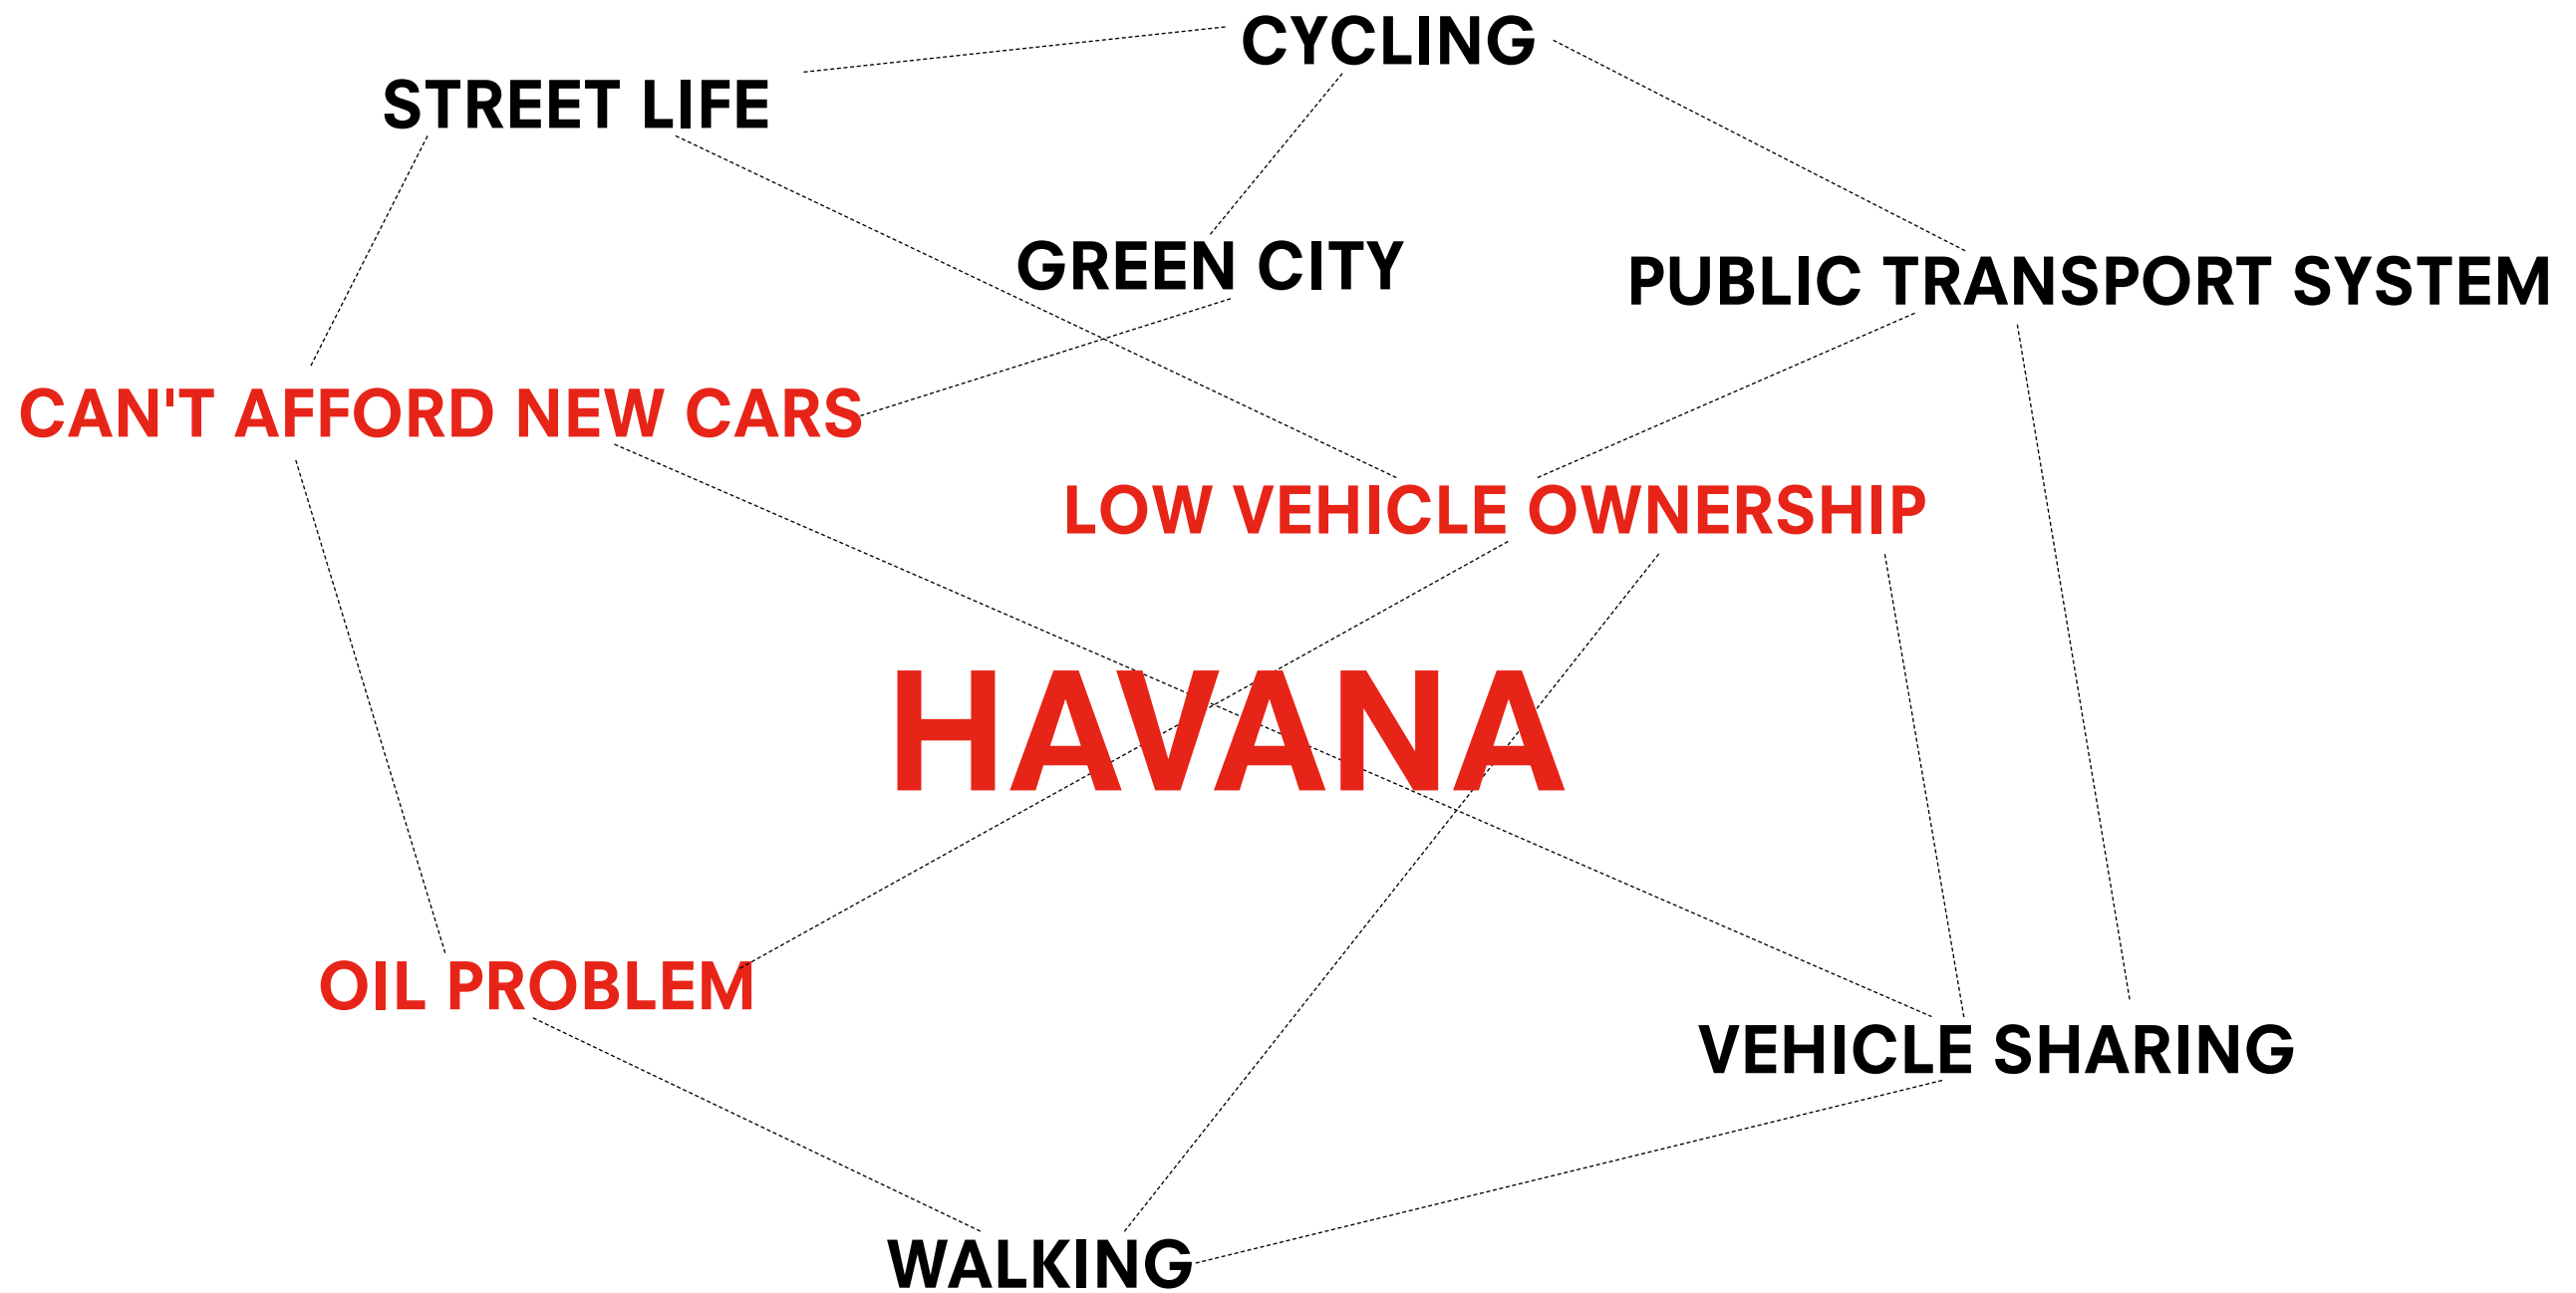 CYCLING
STREET LIFE
GREEN CITY
PUBLIC TRANSPORT SYSTEM
CAN'T AFFORD NEW CARS
LOW VEHICLE OWNERSHIP
HAVANA
OIL PROBLEM
VEHICLE SHARING
WALKING